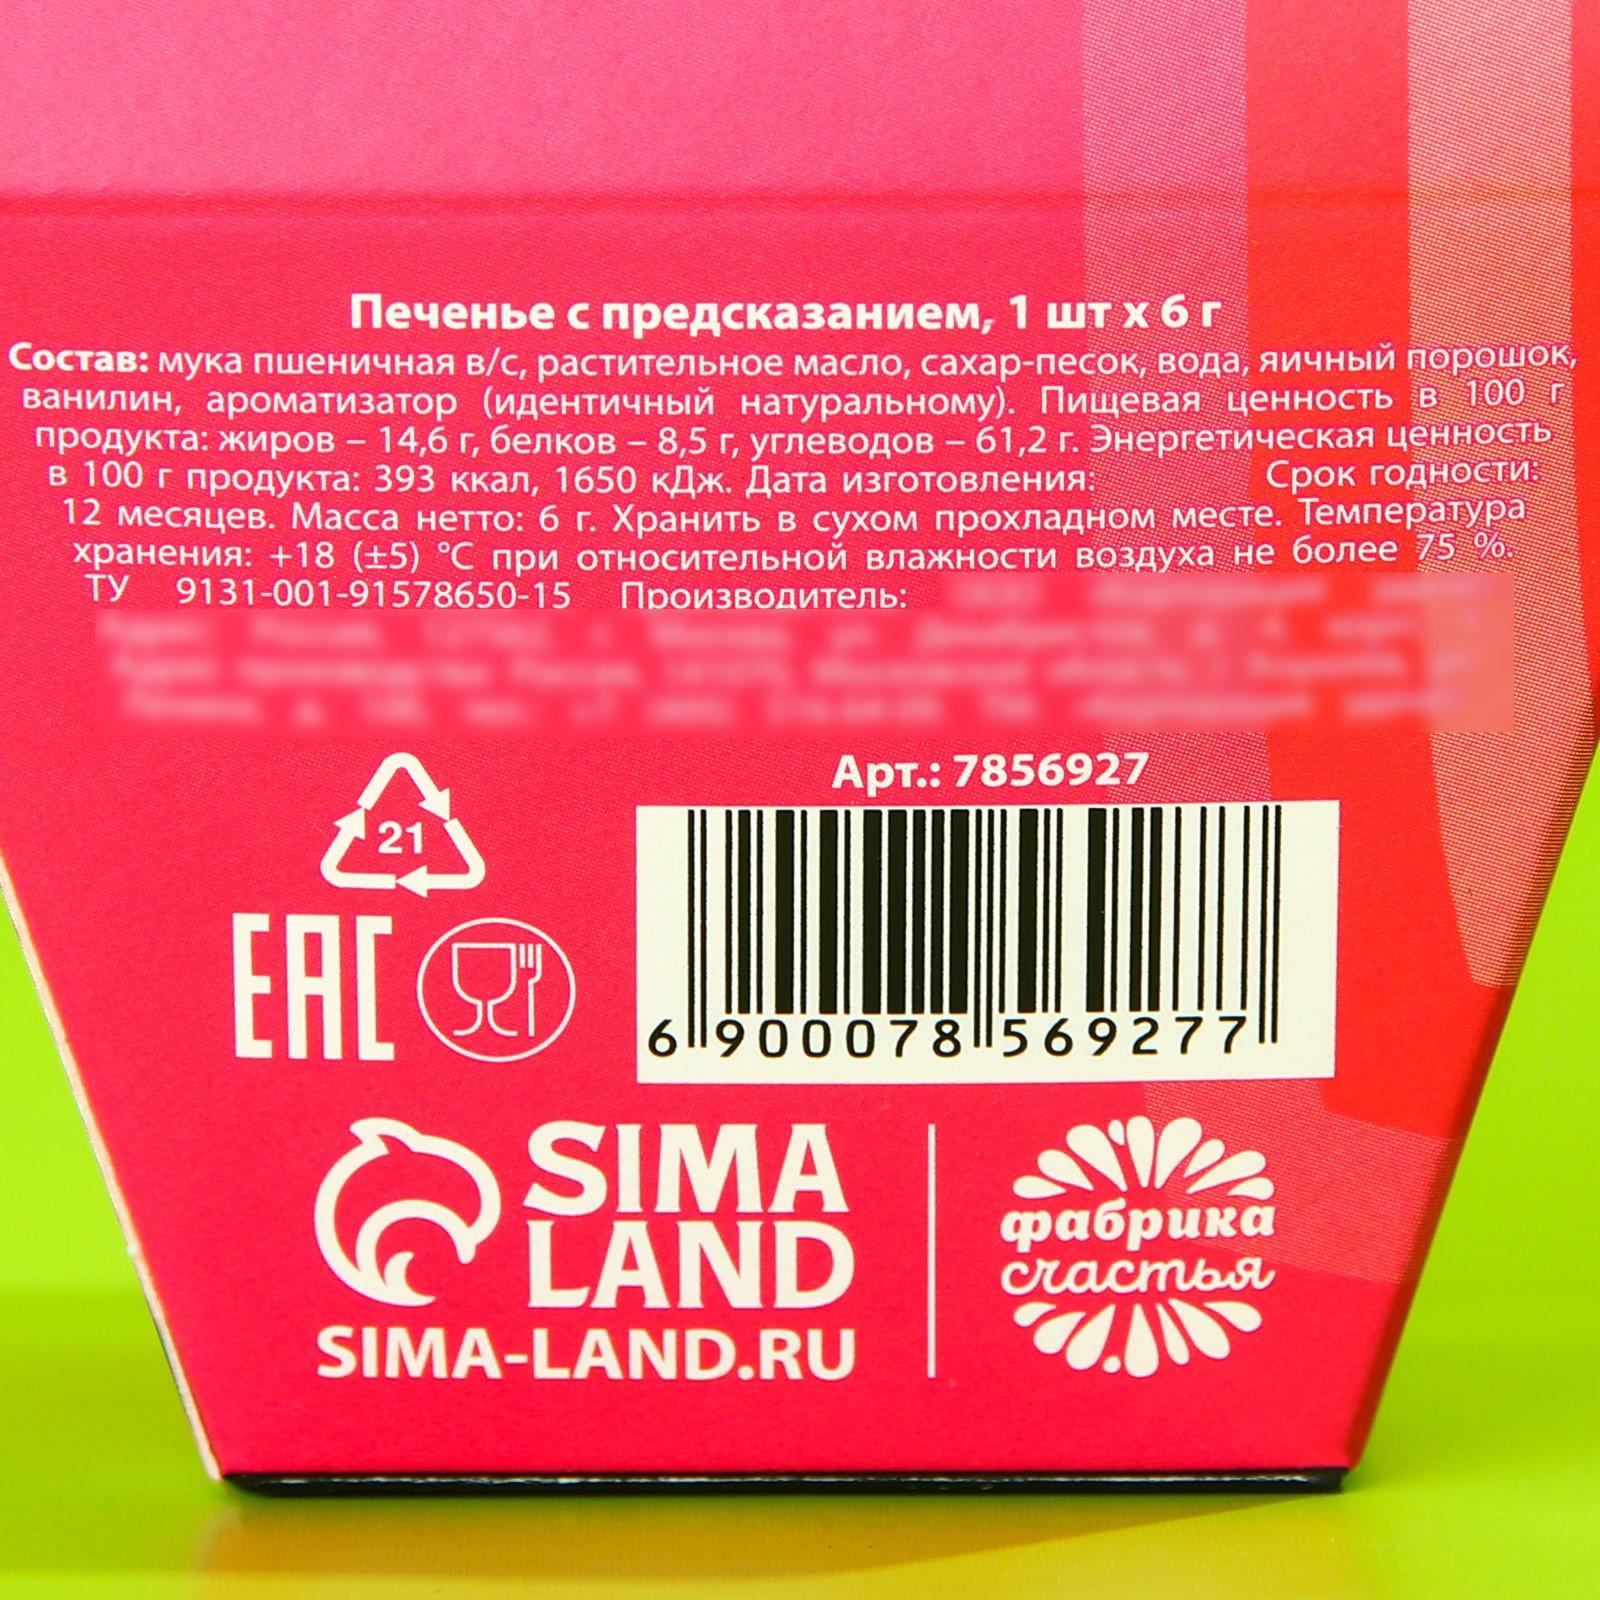 Печенье с предсказанием, 1 шт х 6 г
Состав: мука пшеничная в/с, растительное масло, сахар-песок, вода, яичный порошок,
ванилин, ароматизатор (идентичный натуральному). Пищевая ценность в 100 г
продукта: жиров – 14,6 г, белков – 8,5 г, углеводов – 61,2 г. Энергетическая ценность
в 100 г продукта: 393 ккал, 1650 кДж. Дата изготовления: Срок годности:
12 месяцев. Масса нетто: 6 г. Хранить в сухом прохладном месте. Температура
хранения: +18 (±5) °С при относительной влажности воздуха не более 75 %.
ТУ 9131-001-91578650-15 Производитель:
Арт.: 7856927
21
EAC
6 900078 569277
SIMA
LAND
SIMA-LAND.RU
фабрика
счастья